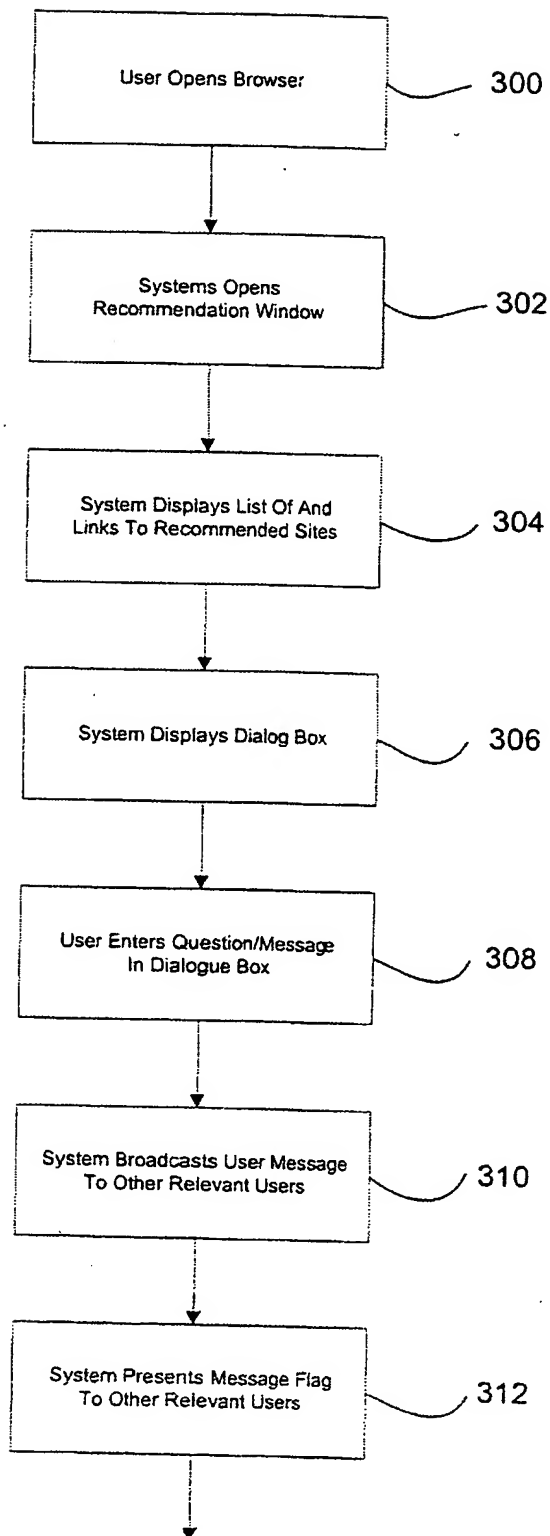 User Opens Browser
300
Systems Opens
Recommendation Window
302
System Displays List Of And
Links To Recommended Sites
304
System Displays Dialog Box
306
User Enters Question/Message
In Dialogue Box
308
System Broadcasts User Message
To Other Relevant Users
310
System Presents Message Flag
To Other Relevant Users
312